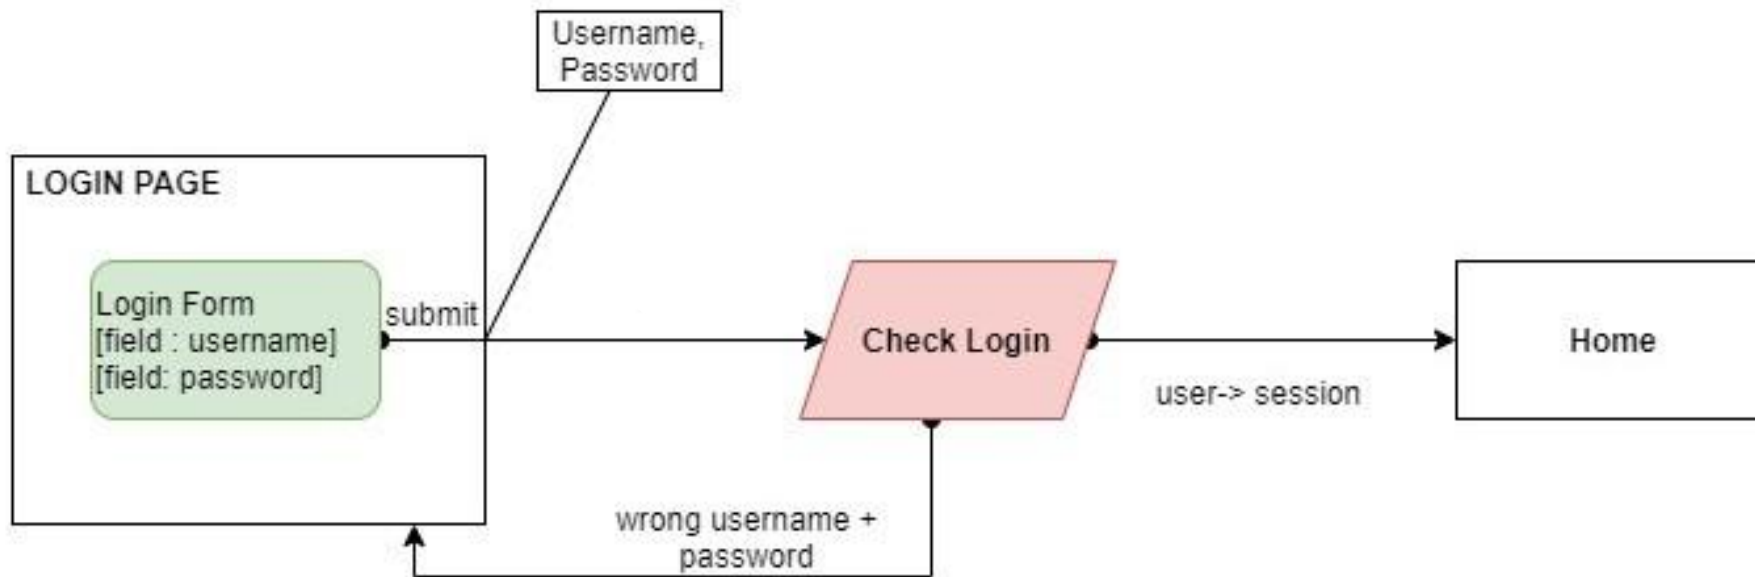 Username,
Password
LOGIN PAGE
Login Form
[field : username]
[field: password]
submit
Check Login
user-> session
Home
wrong username +
password